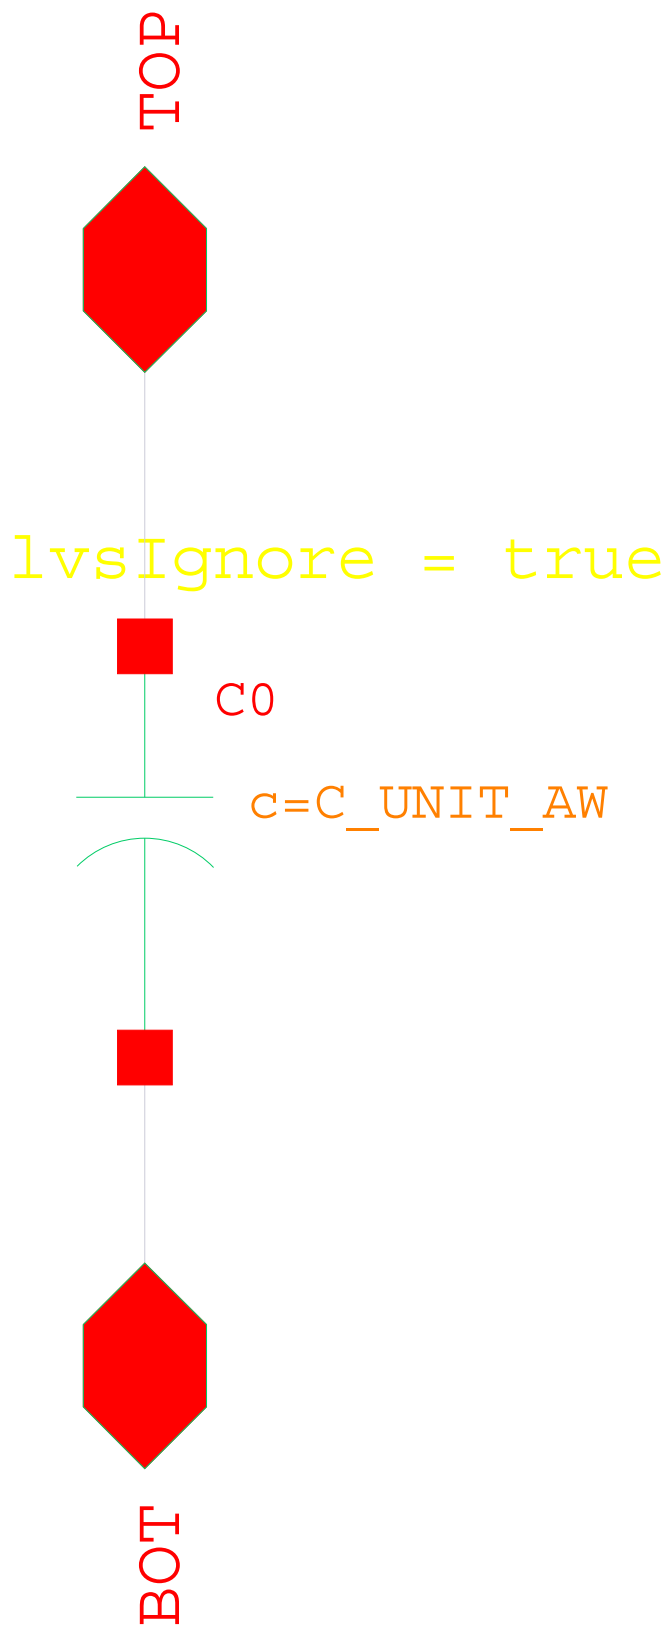 TOP
lvsIgnore = true
C0
c=C_UNIT_AW
BOT